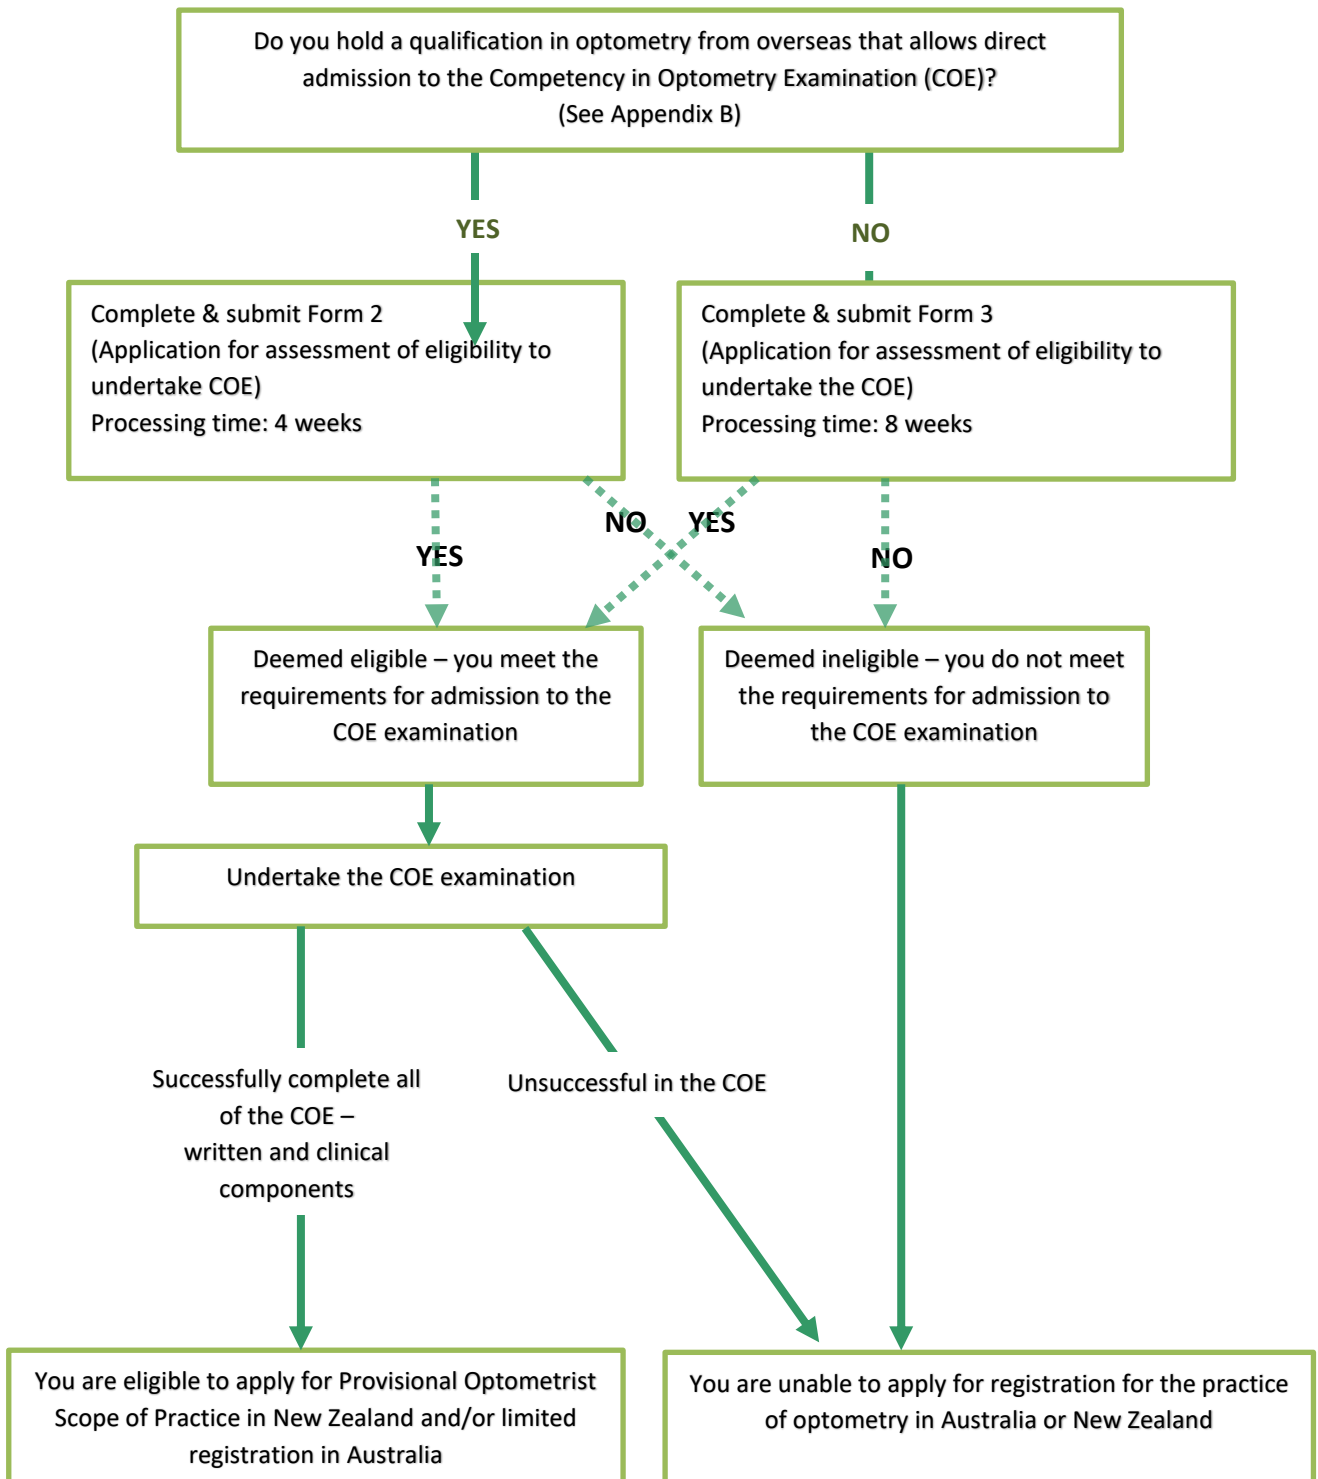 Do you hold a qualification in optometry from overseas that allows direct
admission to the Competency in Optometry Examination (COE)?
(See Appendix B)
YES
NO
Complete & submit Form 2
(Application for assessment of eligibility to
undertake COE)
Processing time: 4 weeks
Complete & submit Form 3
(Application for assessment of eligibility to
undertake the COE)
Processing time: 8 weeks
NO
YES
YES
NO
Deemed eligible – you meet the
requirements for admission to the
COE examination
Deemed ineligible – you do not meet
the requirements for admission to
the COE examination
Undertake the COE examination
Successfully complete all
of the COE –
written and clinical
components
Unsuccessful in the COE
You are eligible to apply for Provisional Optometrist
Scope of Practice in New Zealand and/or limited
registration in Australia
You are unable to apply for registration for the practice
of optometry in Australia or New Zealand